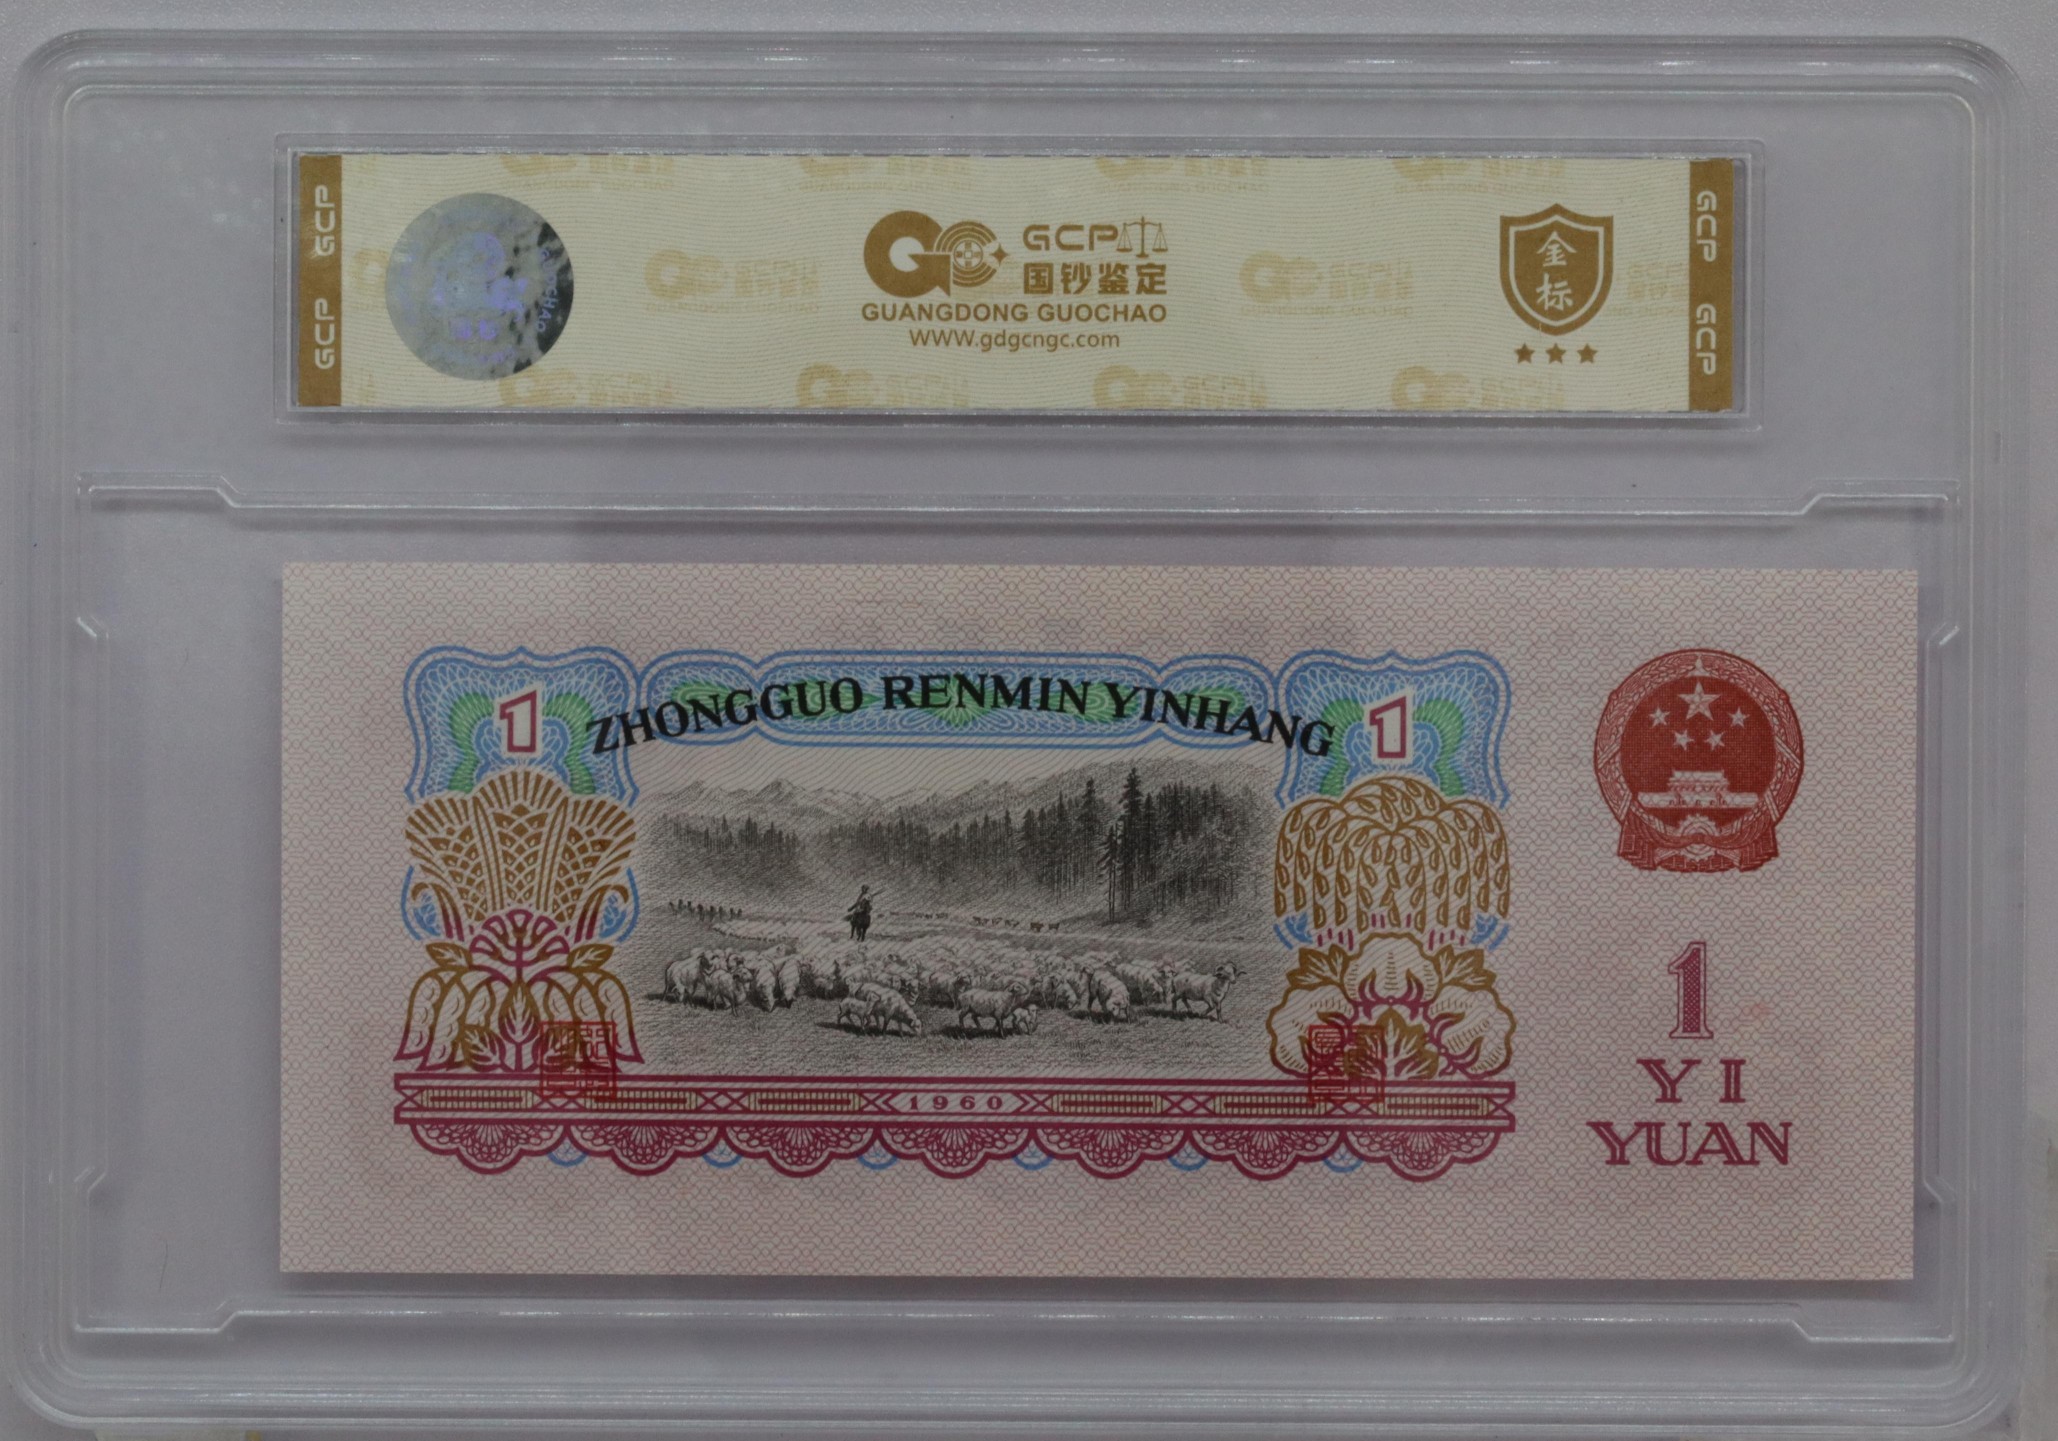 GCP
GCP
GCP
国钞鉴定
GUANGDONG GUOCHAO
WWW.gdgcngc.com
金
标
GCP
GCP
ZHONGGUO RENMIN YINHANG
1
1
1960
1
YI
YUAN